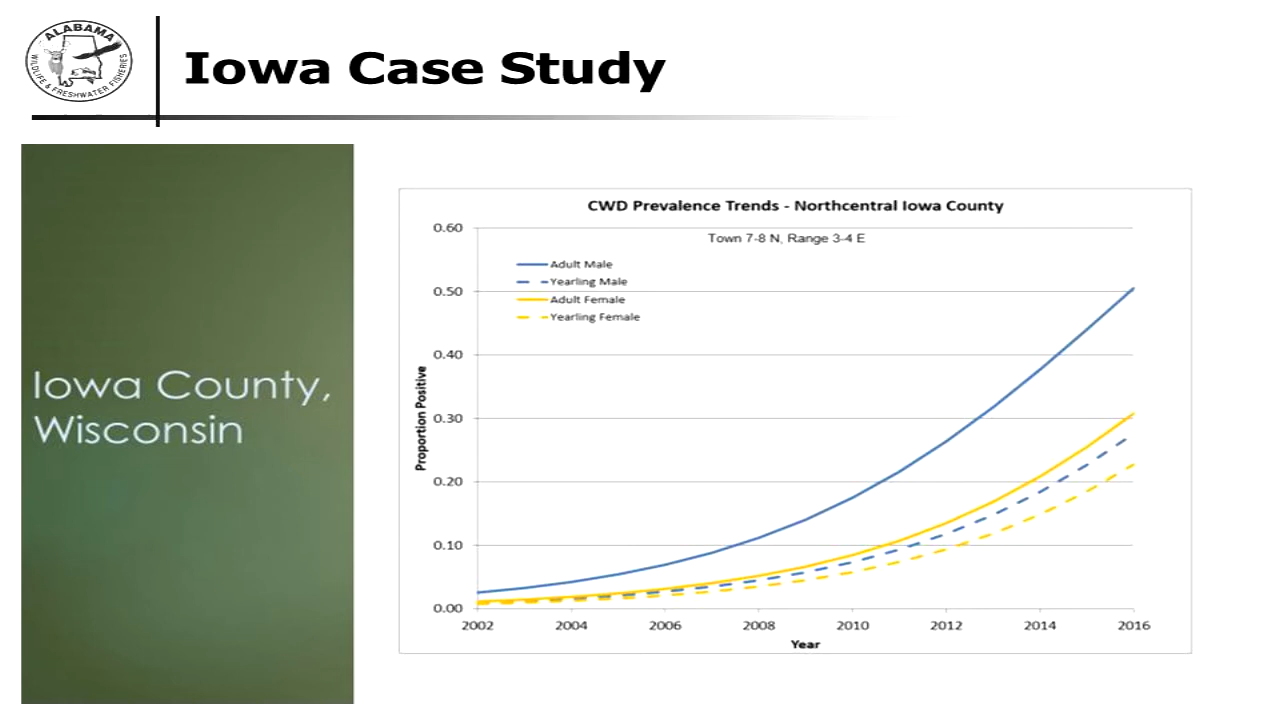 ALABAMA
WILDLIFE & FRESHWATER FISHERIES
Iowa Case Study
Iowa County,
Wisconsin
CWD Prevalence Trends - Northcentral Iowa County
Town 7-8 N, Range 3-4 E
Adult Male
Yearling Male
Adult Female
Yearling Female
Proportion Positive
0.60
0.50
0.40
0.30
0.20
0.10
0.00
2002 2004 2006 2008 2010 2012 2014 2016
Year